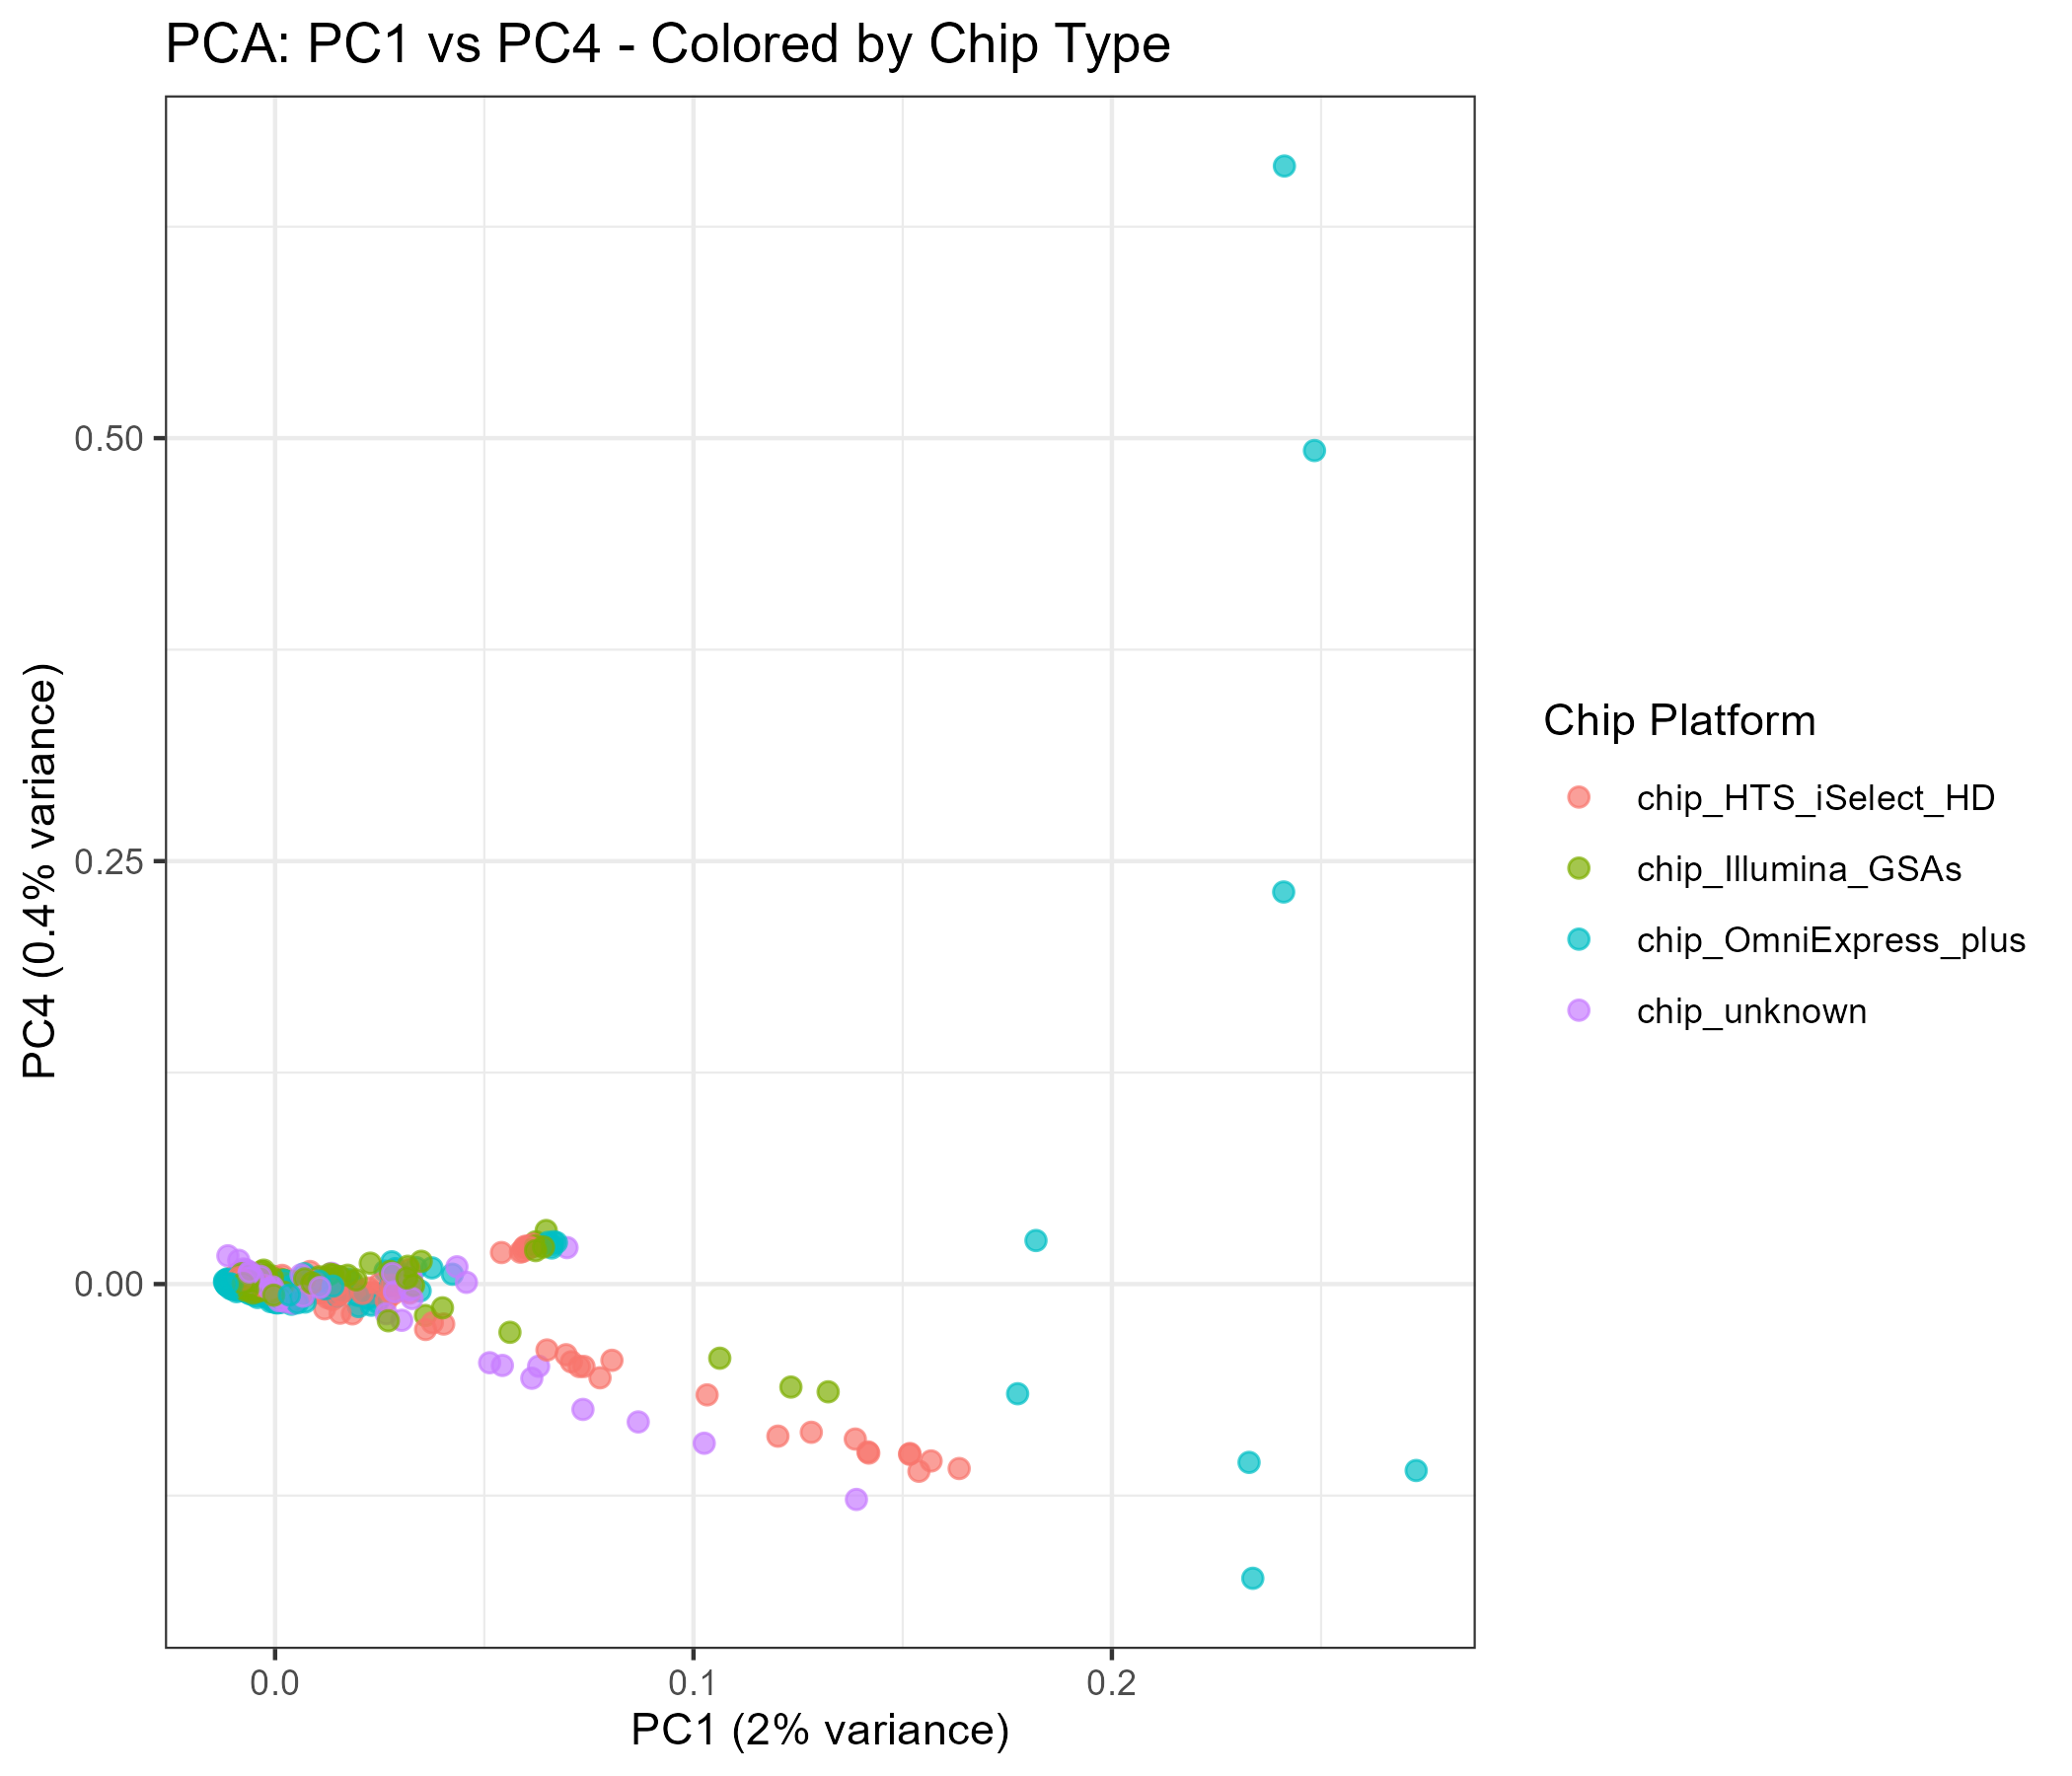 PCA: PC1 vs PC4 - Colored by Chip Type
PC4 (0.4% variance)
0.50
0.25
0.00
0.0
0.1
0.2
PC1 (2% variance)
Chip Platform
chip_HTS_iSelect_HD
chip_Illumina_GSAs
chip_OmniExpress_plus
chip_unknown